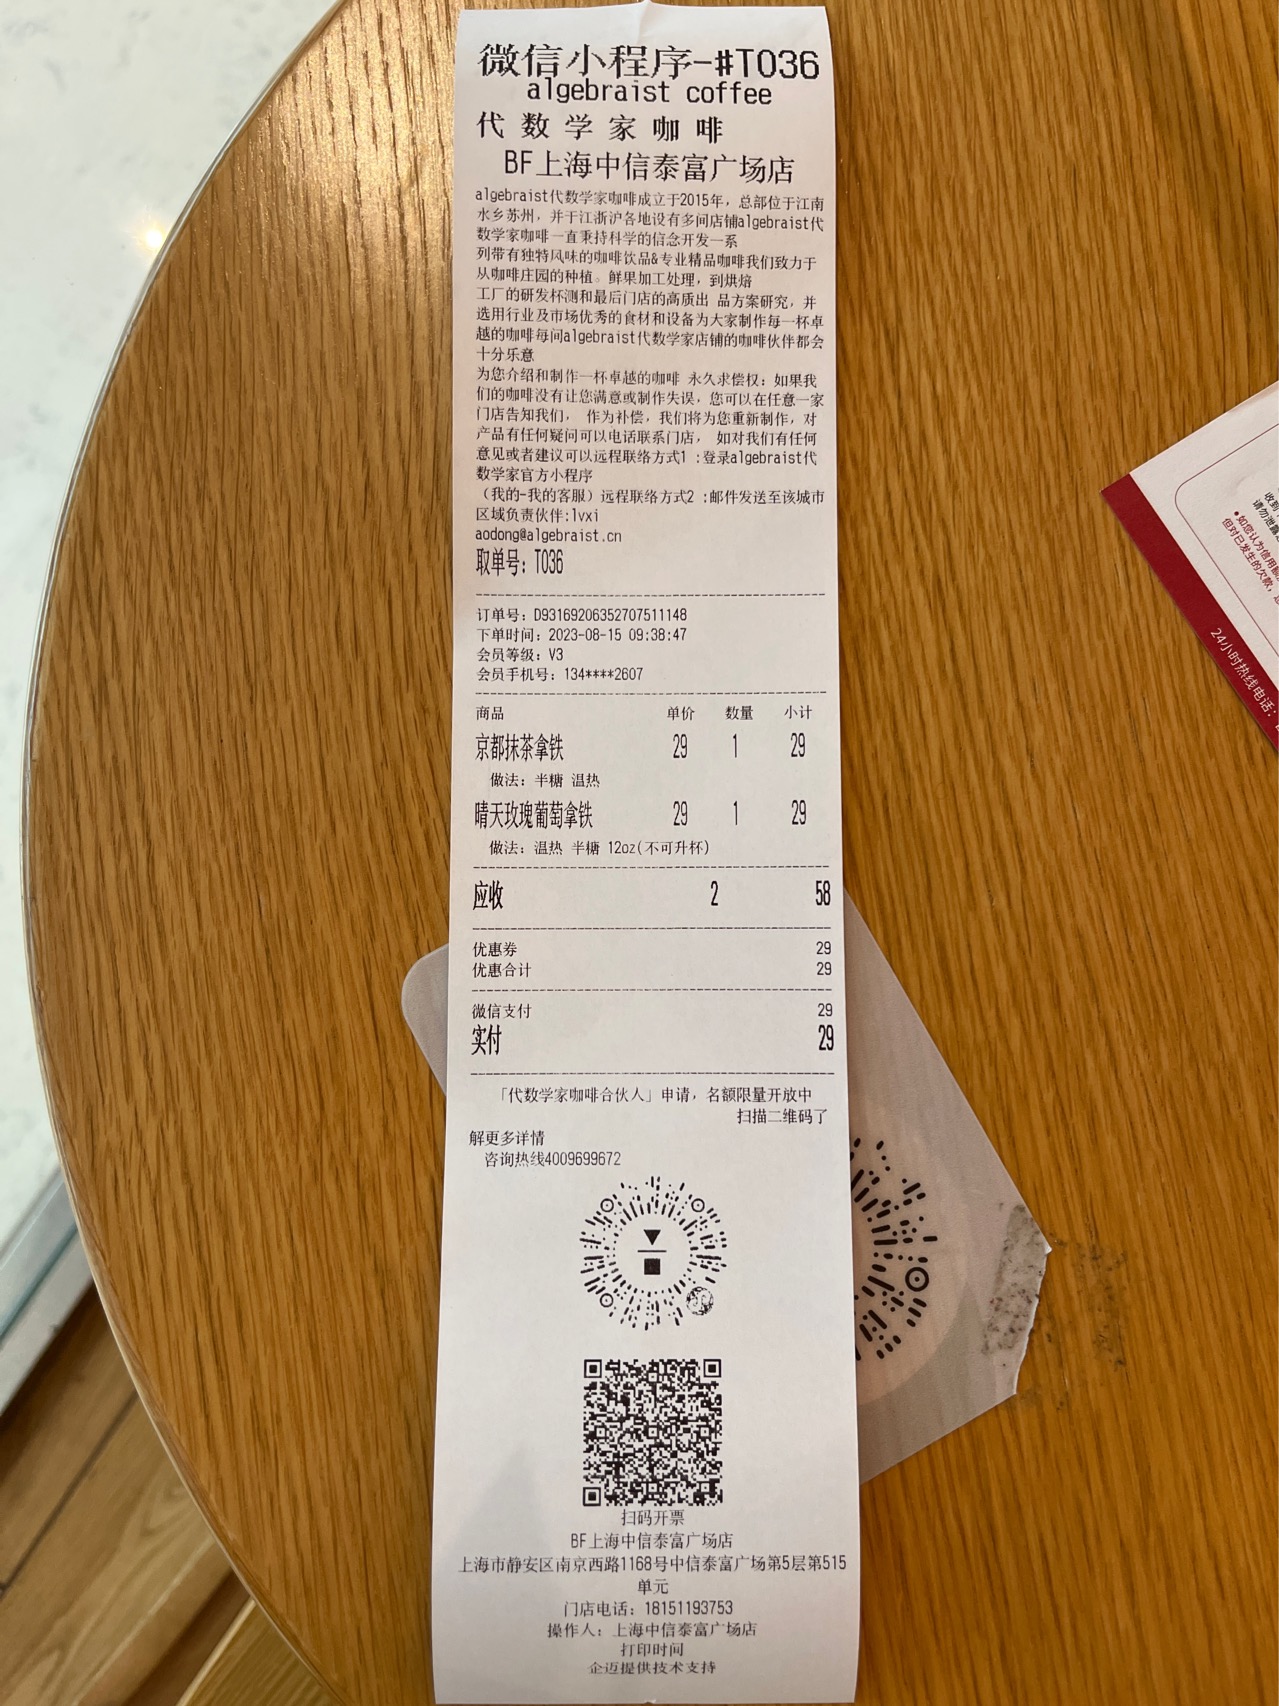 微信小程序-#T036
algebraist coffee
代数学家咖啡
BF上海中信泰富广场店
algebraist代数学家咖啡成立于2015年，总部位于江南
水乡苏州，并于江浙沪各地设有多间店铺algebraist代
数学家咖啡一直秉持科学的信念开发一系
列带有独特风味的咖啡饮品&专业精品咖啡我们致力于
从咖啡庄园的种植。鲜果加工处理，到烘焙
工厂的研发杯测和最后门店的高质出 品方案研究，并
选用行业及市场优秀的食材和设备为大家制作每一杯卓
越的咖啡每间algebraist代数学家店铺的咖啡伙伴都会
十分乐意
为您介绍和制作一杯卓越的咖啡 永久求偿权：如果我
们的咖啡没有让您满意或制作失误，您可以在任意一家
门店告知我们， 作为补偿，我们将为您重新制作，对
产品有任何疑问可以电话联系门店， 如对我们有任何
意见或者建议可以远程联络方式1 :登录algebraist代
数学家官方小程序
（我的-我的客服）远程联络方式2 :邮件发送至该城市
区域负责伙伴:lvxi
aodong@algebraist.cn
取单号：T036
订单号：D93169206352707511148
下单时间：2023-08-15 09:38:47
会员等级：V3
会员手机号：134****2607
商品 单价 数量 小计
京都抹茶拿铁 29 1 29
做法：半糖 温热
晴天玫瑰葡萄拿铁 29 1 29
做法：温热 半糖 12oz(不可升杯)
应收 2 58
优惠券 29
优惠合计 29
微信支付 29
实付 29
「代数学家咖啡合伙人」申请，名额限量开放中
扫描二维码了
解更多详情
咨询热线4009699672
扫码开票
BF上海中信泰富广场店
上海市静安区南京西路1168号中信泰富广场第5层第515
单元
门店电话：18151193753
操作人：上海中信泰富广场店
打印时间
企迈提供技术支持
收到
请勿泄露
•如您认为信用
但对已发生的欠款，
24小时热线电话：